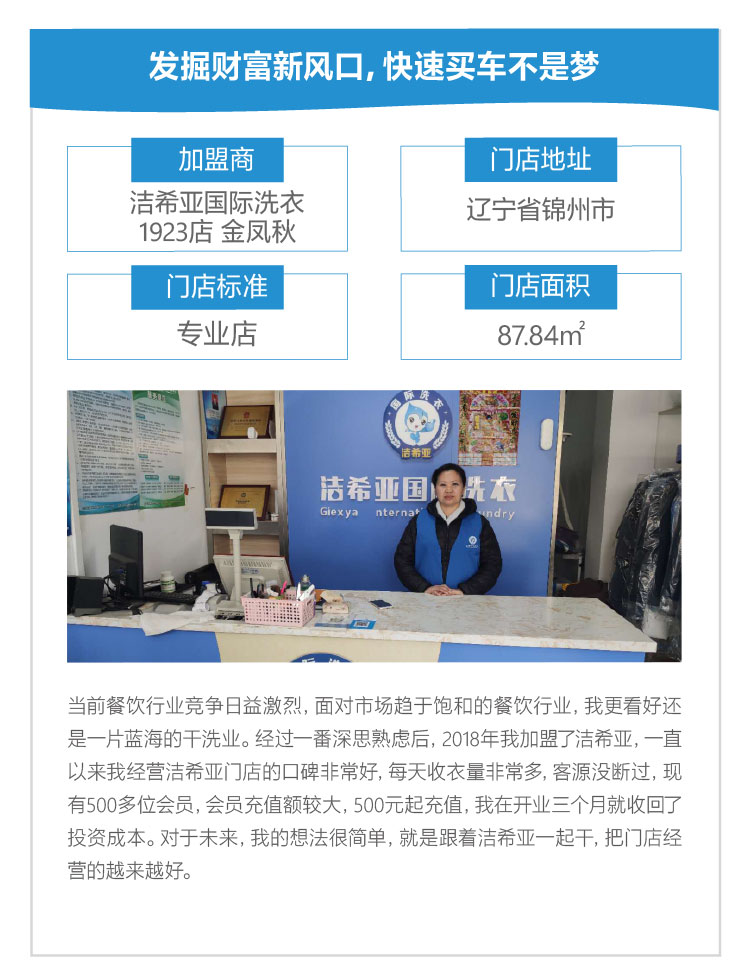 发掘财富新风口，快速买车不是梦
加盟商
洁希亚国际洗衣
1923店 金凤秋
门店地址
辽宁省锦州市
门店标准
专业店
门店面积
87.84㎡
国际洗衣
洁希亚
洁希亚国际洗衣
Giexya nternat ndry
当前餐饮行业竞争日益激烈，面对市场趋于饱和的餐饮行业，我更看好还
是一片蓝海的干洗业。经过一番深思熟虑后，2018年我加盟了洁希亚，一直
以来我经营洁希亚门店的口碑非常好，每天收衣量非常多，客源没断过，现
有500多位会员，会员充值额较大，500元起充值，我在开业三个月就收回了
投资成本。对于未来，我的想法很简单，就是跟着洁希亚一起干，把门店经
营的越来越好。